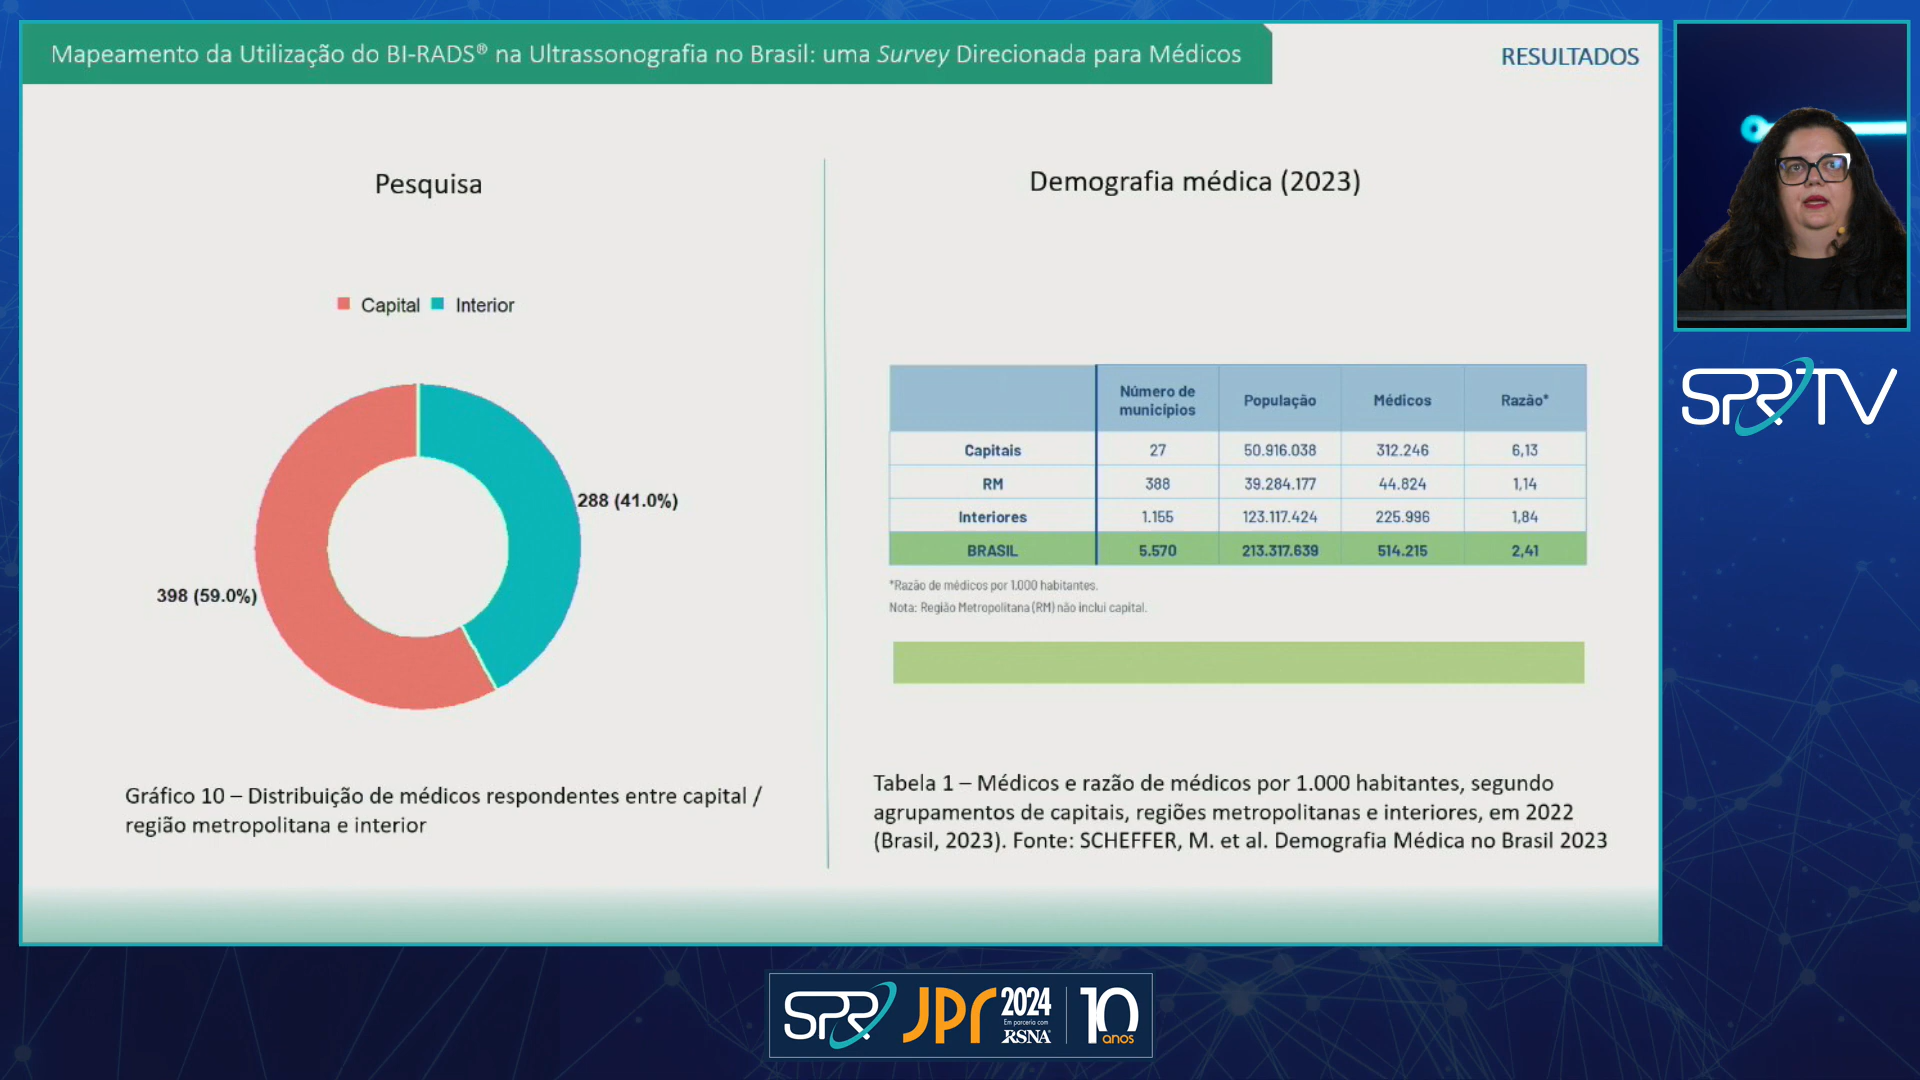 Mapeamento da Utilização do BI-RADS® na Ultrassonografia no Brasil: uma Survey Direcionada para Médicos
RESULTADOS
Pesquisa
Capital Interior
288 (41.0%)
398 (59.0%)
Gráfico 10 – Distribuição de médicos respondentes entre capital /
região metropolitana e interior
Demografia médica (2023)
Número de municípios População Médicos Razão*
Capitais 27 50.916.038 312.246 6,13
RM 388 39.284.177 44.824 1,14
Interiores 1.155 123.117.424 225.996 1,84
BRASIL 5.570 213.317.639 514.215 2,41
*Razão de médicos por 1.000 habitantes.
Nota: Região Metropolitana (RM) não inclui capital.
Tabela 1 – Médicos e razão de médicos por 1.000 habitantes, segundo
agrupamentos de capitais, regiões metropolitanas e interiores, em 2022
(Brasil, 2023). Fonte: SCHEFFER, M. et al. Demografia Médica no Brasil 2023
SPR TV
SPR JPR 2024
Em parceria com
RSNA
10
anos